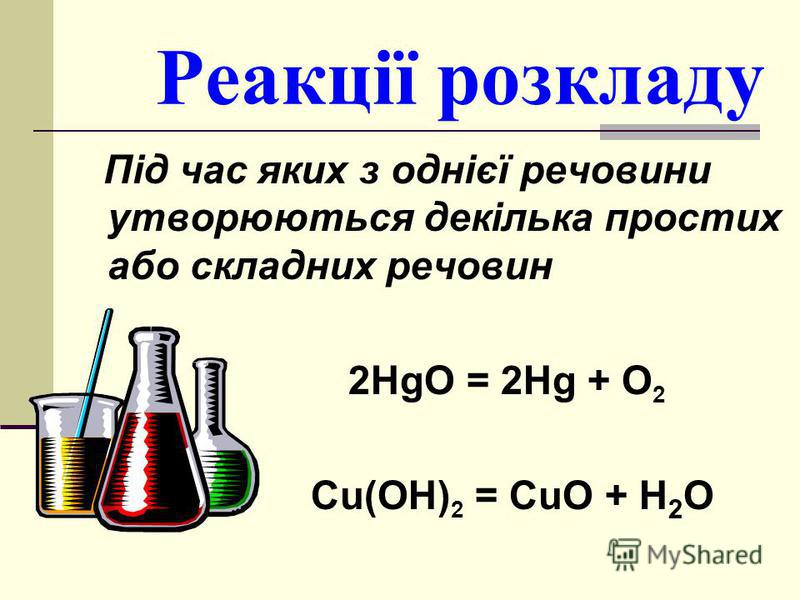 Реакції розкладу
Під час яких з однієї речовини
утворюються декілька простих
або складних речовин
2HgO = 2Hg + O₂
Cu(OH)₂ = CuO + H₂O
MyShared